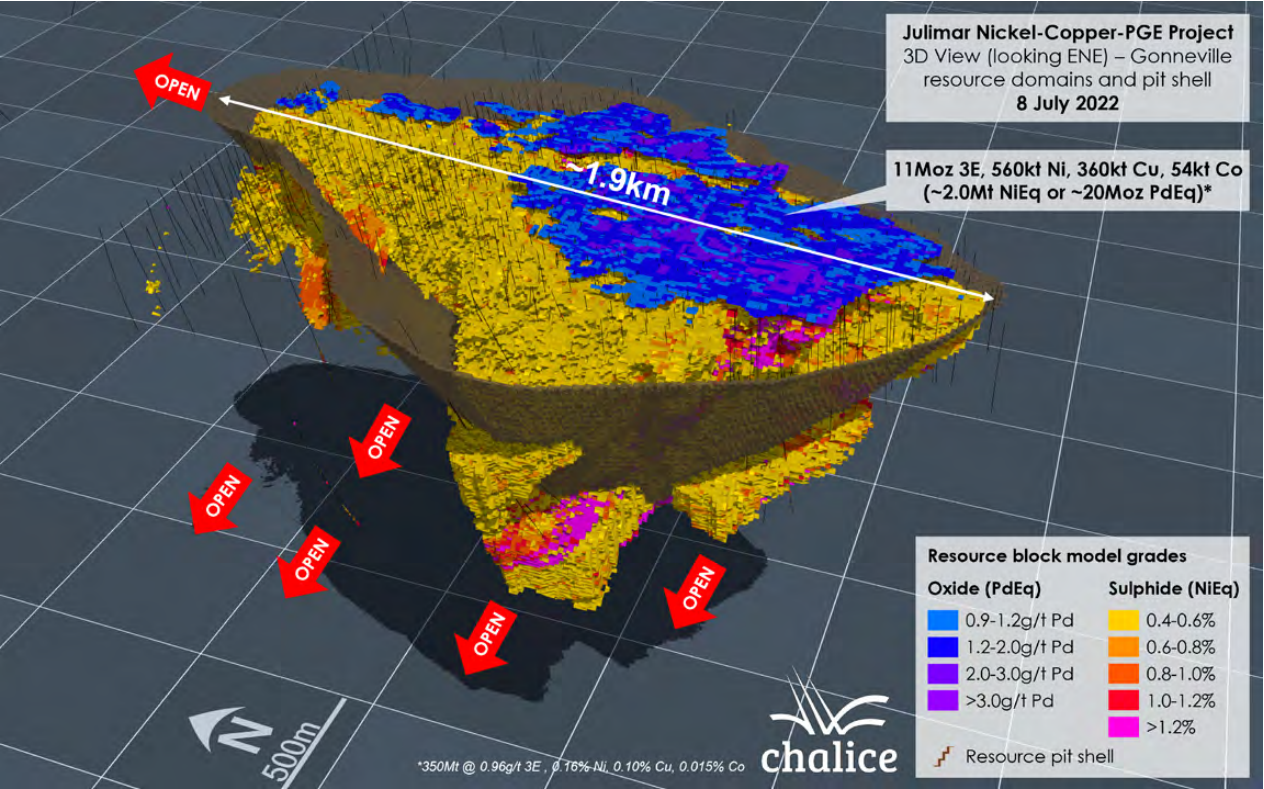 Julimar Nickel-Copper-PGE Project
3D View (looking ENE) – Gonneville
resource domains and pit shell
8 July 2022
OPEN
11Moz 3E, 560kt Ni, 360kt Cu, 54kt Co
(~2.0Mt NiEq or ~20Moz PdEq)*
~1.9km
OPEN
OPEN
OPEN
OPEN
OPEN
Resource block model grades
Oxide (PdEq)
0.9-1.2g/t Pd
1.2-2.0g/t Pd
2.0-3.0g/t Pd
>3.0g/t Pd
Sulphide (NiEq)
0.4-0.6%
0.6-0.8%
0.8-1.0%
1.0-1.2%
>1.2%
Resource pit shell
N
500m
chalice
*350Mt @ 0.96g/t 3E , 0.16% Ni, 0.10% Cu, 0.015% Co